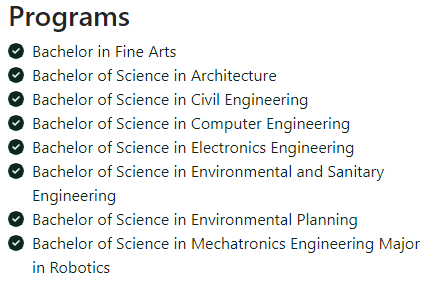 Programs
Bachelor in Fine Arts
Bachelor of Science in Architecture
Bachelor of Science in Civil Engineering
Bachelor of Science in Computer Engineering
Bachelor of Science in Electronics Engineering
Bachelor of Science in Environmental and Sanitary
Engineering
Bachelor of Science in Environmental Planning
Bachelor of Science in Mechatronics Engineering Major
in Robotics